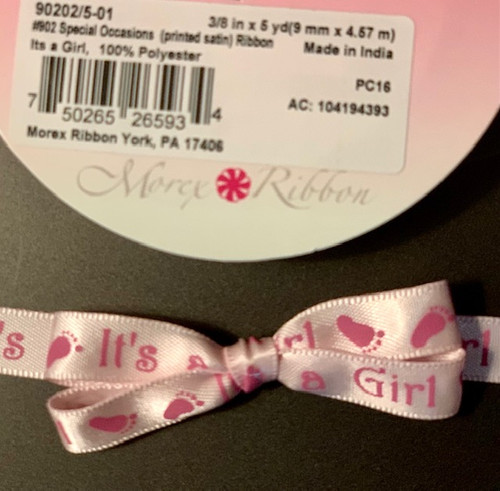 90202/5-01
3/8 in x 5 yd(9 mm x 4.57 m)
#902 Special Occasions (printed satin) Ribbon
Made in India
Its a Girl, 100% Polyester
PC16
AC: 104194393
7 50265 26593 4
Morex Ribbon York, PA 17406
Morex Ribbon
's It's a Girl
a Girl